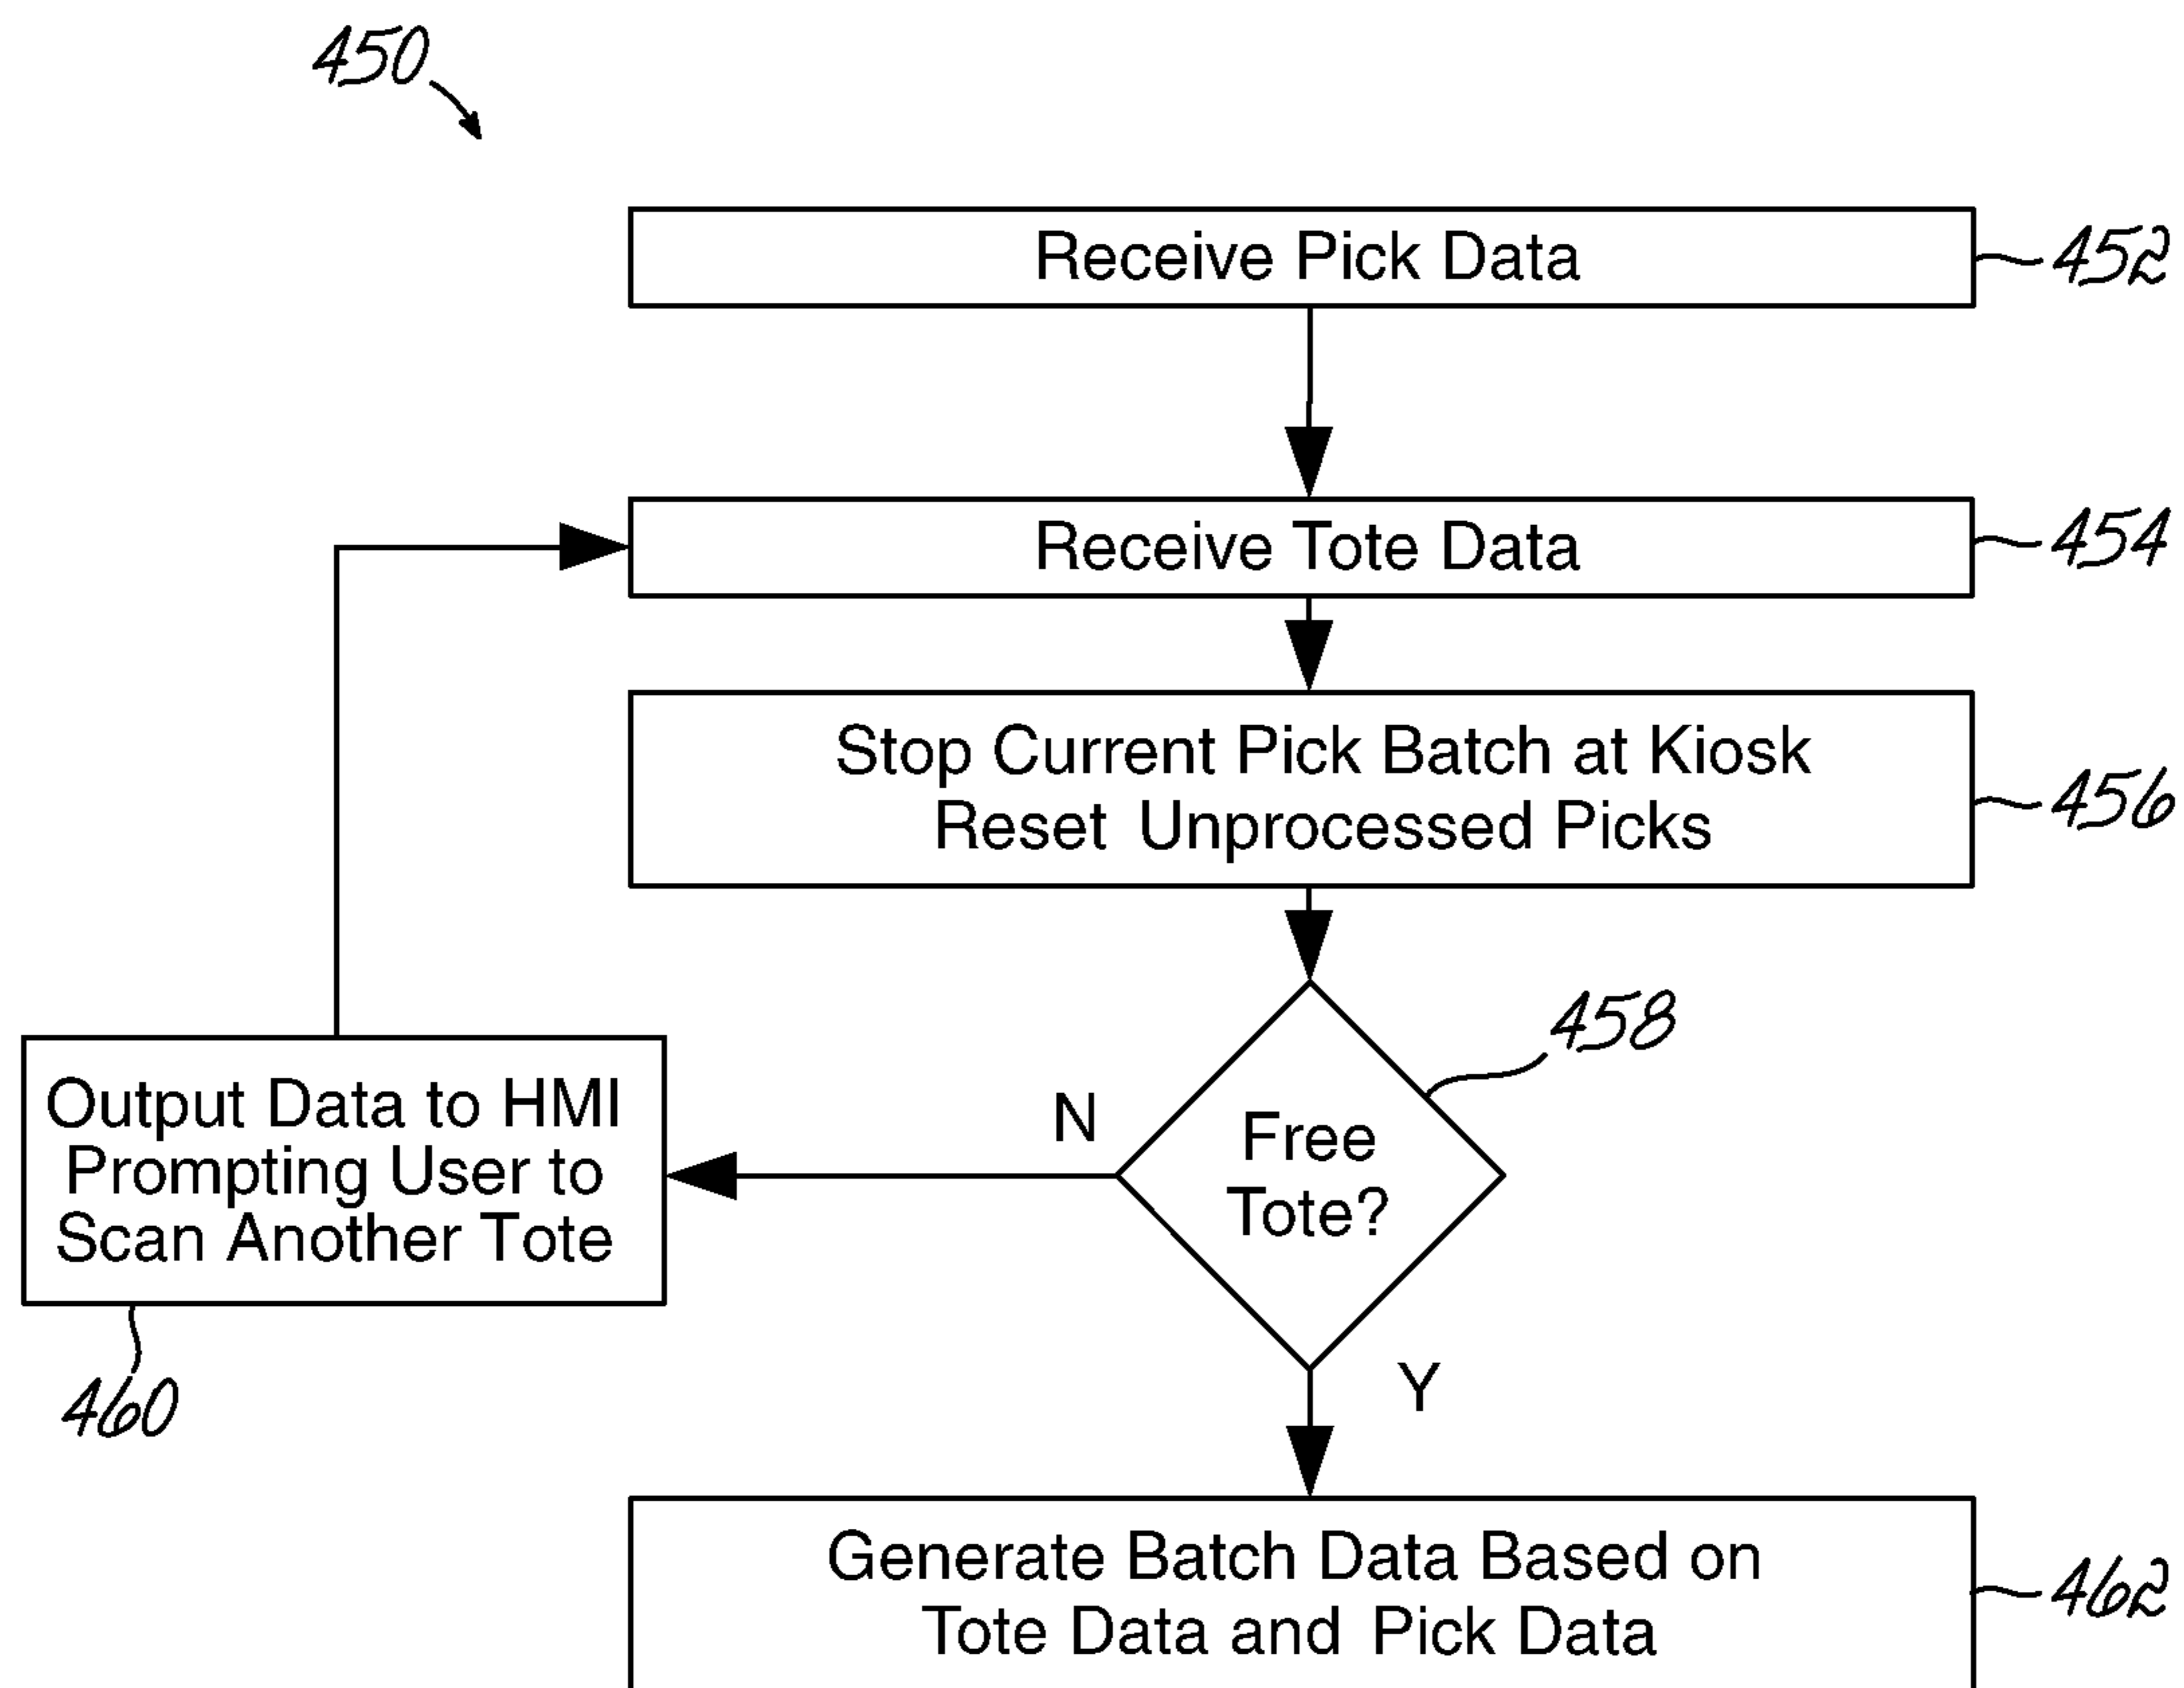 450
Receive Pick Data
452
Receive Tote Data
454
Stop Current Pick Batch at Kiosk
Reset Unprocessed Picks
456
458
Free
Tote?
N
Output Data to HMI
Prompting User to
Scan Another Tote
460
Y
Generate Batch Data Based on
Tote Data and Pick Data
462